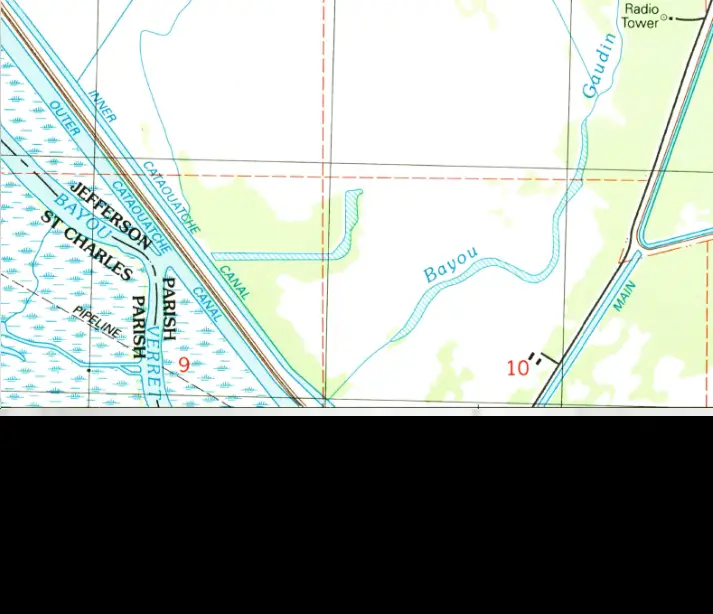 Radio
Tower
Gaudin
INNER
OUTER
CATAOUATCHE
CATAOUATCHE
JEFFERSON
BAYOU
ST CHARLES
PARISH
PARISH
CANAL
CANAL
Bayou
MAIN
PIPELINE
VERRET
9
10